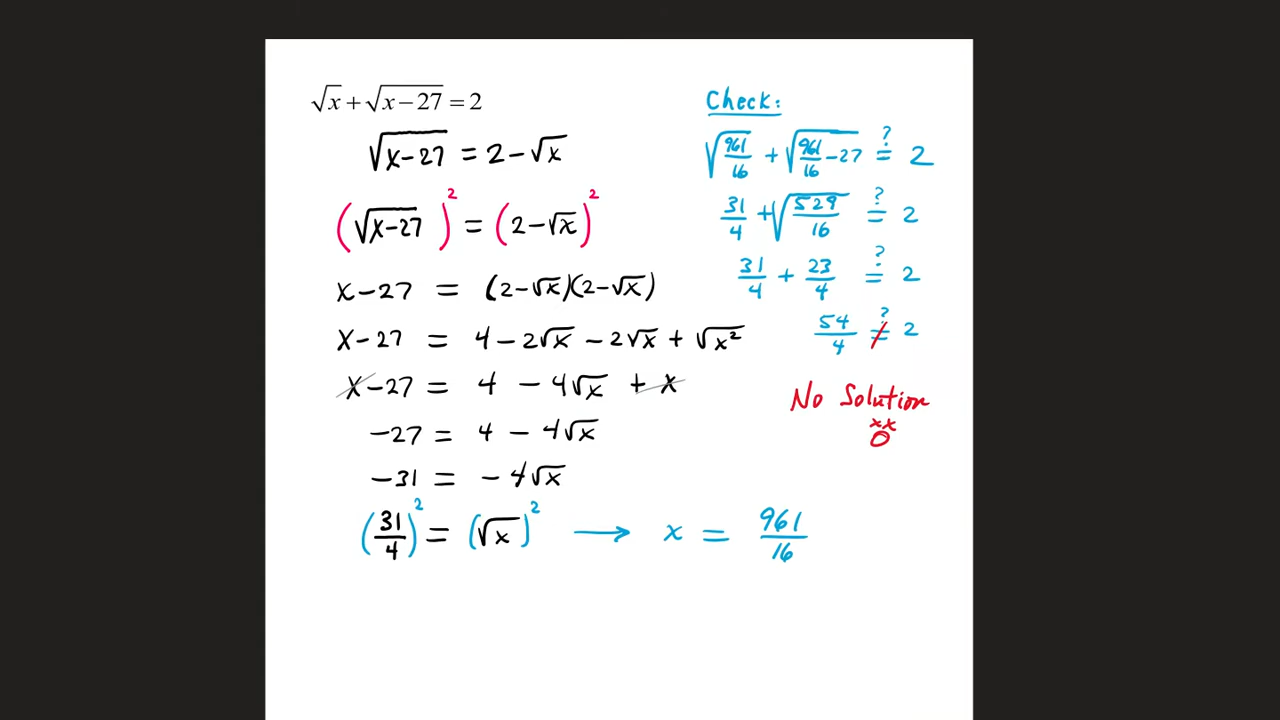 √x + √(x−27) = 2
√(x−27) = 2 − √x
(√(x−27))² = (2 − √x)²
x − 27 = (2 − √x)(2 − √x)
x − 27 = 4 − 2√x − 2√x + √(x²)
x − 27 = 4 − 4√x + x
−27 = 4 − 4√x
−31 = −4√x
(31/4)² = (√x)² → x = 961/16
Check:
√(961/16) + √(961/16 − 27) ≟ 2
31/4 + √(529/16) ≟ 2
31/4 + 23/4 ≟ 2
54/4 ≠? 2
No Solution